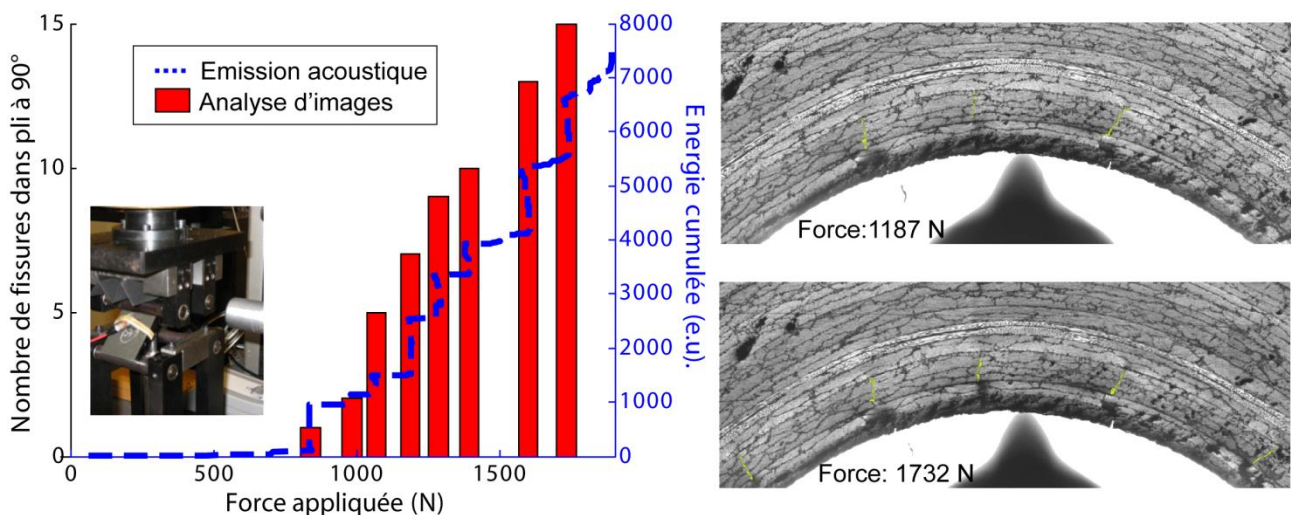 15
10
5
0
Nombre de fissures dans pli à 90°
Emission acoustique
Analyse d'images
0
500
1000
1500
Force appliquée (N)
8000
7000
6000
5000
4000
3000
2000
1000
0
Energie cumulée (e.u).
Force:1187 N
Force: 1732 N